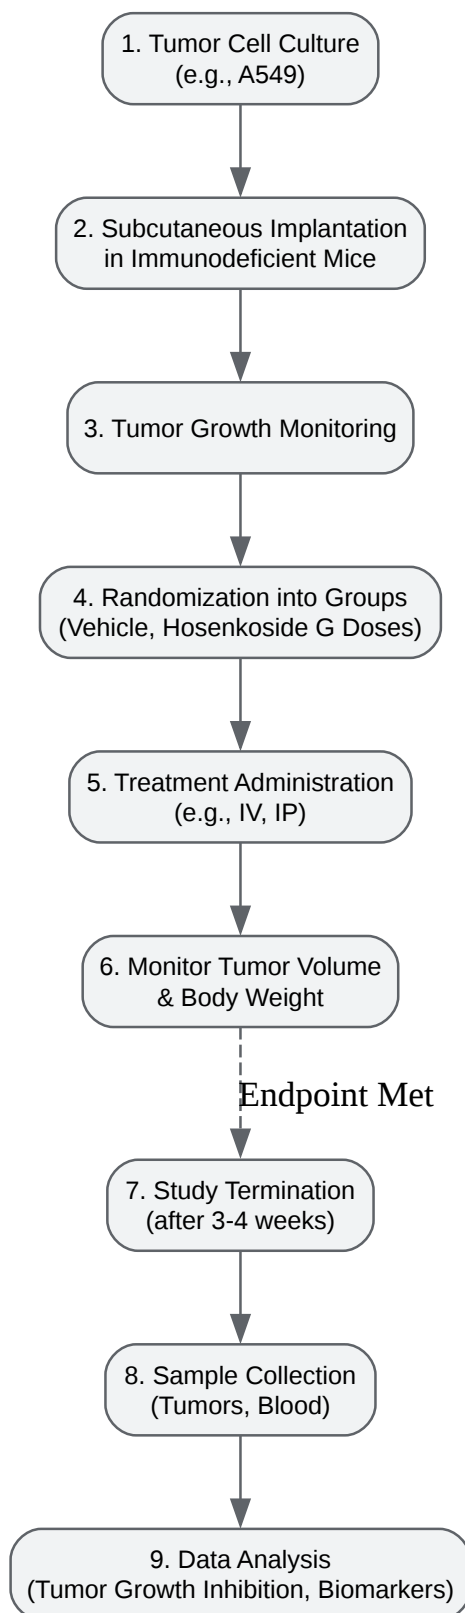 1. Tumor Cell Culture
(e.g., A549)
2. Subcutaneous Implantation
in Immunodeficient Mice
3. Tumor Growth Monitoring
4. Randomization into Groups
(Vehicle, Hosenkoside G Doses)
5. Treatment Administration
(e.g., IV, IP)
6. Monitor Tumor Volume
& Body Weight
Endpoint Met
7. Study Termination
(after 3-4 weeks)
8. Sample Collection
(Tumors, Blood)
9. Data Analysis
(Tumor Growth Inhibition, Biomarkers)